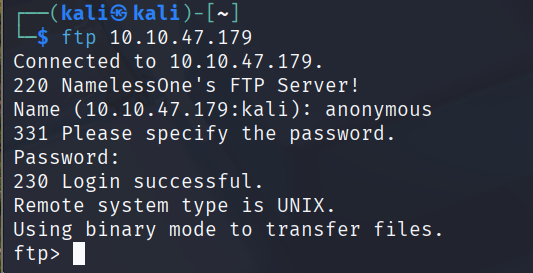 ┌──(kali㉿kali)-[~]
└─$ ftp 10.10.47.179
Connected to 10.10.47.179.
220 NamelessOne's FTP Server!
Name (10.10.47.179:kali): anonymous
331 Please specify the password.
Password:
230 Login successful.
Remote system type is UNIX.
Using binary mode to transfer files.
ftp>